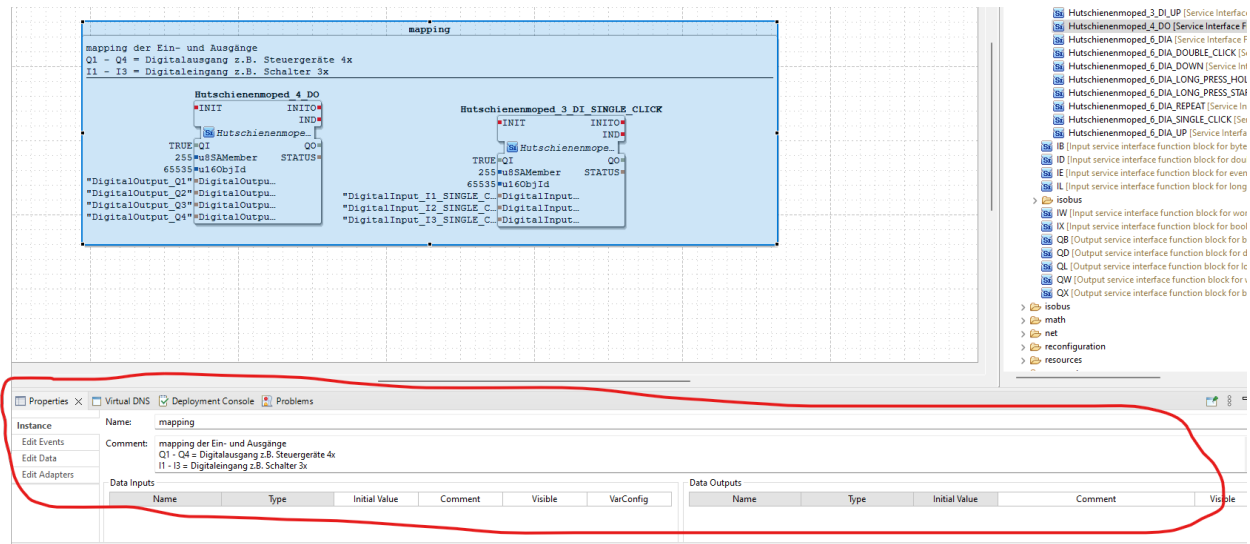 mapping
mapping der Ein- und Ausgänge
Q1 - Q4 = Digitalausgang z.B. Steuergeräte 4x
I1 - I3 = Digitaleingang z.B. Schalter 3x
Hutschienenmoped_4_DO
INIT INITO
IND
Hutschienenmope…
TRUE QI QO
255 u8SAMember STATUS
65535 u16ObjId
"DigitalOutput_Q1" DigitalOutpu…
"DigitalOutput_Q2" DigitalOutpu…
"DigitalOutput_Q3" DigitalOutpu…
"DigitalOutput_Q4" DigitalOutpu…
Hutschienenmoped_3_DI_SINGLE_CLICK
INIT INITO
IND
Hutschienenmope…
TRUE QI QO
255 u8SAMember STATUS
65535 u16ObjId
"DigitalInput_I1_SINGLE_C… DigitalInput…
"DigitalInput_I2_SINGLE_C… DigitalInput…
"DigitalInput_I3_SINGLE_C… DigitalInput…
Hutschienenmoped_3_DI_UP [Service Interface
Hutschienenmoped_4_DO [Service Interface F
Hutschienenmoped_6_DIA [Service Interface F
Hutschienenmoped_6_DIA_DOUBLE_CLICK [Se
Hutschienenmoped_6_DIA_DOWN [Service Int
Hutschienenmoped_6_DIA_LONG_PRESS_HOL
Hutschienenmoped_6_DIA_LONG_PRESS_STAR
Hutschienenmoped_6_DIA_REPEAT [Service In
Hutschienenmoped_6_DIA_SINGLE_CLICK [Ser
Hutschienenmoped_6_DIA_UP [Service Interfa
IB [Input service interface function block for byte
ID [Input service interface function block for dou
IE [Input service interface function block for even
IL [Input service interface function block for long
isobus
IW [Input service interface function block for wor
IX [Input service interface function block for bool
QB [Output service interface function block for b
QD [Output service interface function block for d
QL [Output service interface function block for lo
QW [Output service interface function block for w
QX [Output service interface function block for b
isobus
math
net
reconfiguration
resources
Properties Virtual DNS Deployment Console Problems
Instance
Edit Events
Edit Data
Edit Adapters
Name: mapping
Comment: mapping der Ein- und Ausgänge
Q1 - Q4 = Digitalausgang z.B. Steuergeräte 4x
I1 - I3 = Digitaleingang z.B. Schalter 3x
Data Inputs
Name Type Initial Value Comment Visible VarConfig
Data Outputs
Name Type Initial Value Comment Visible